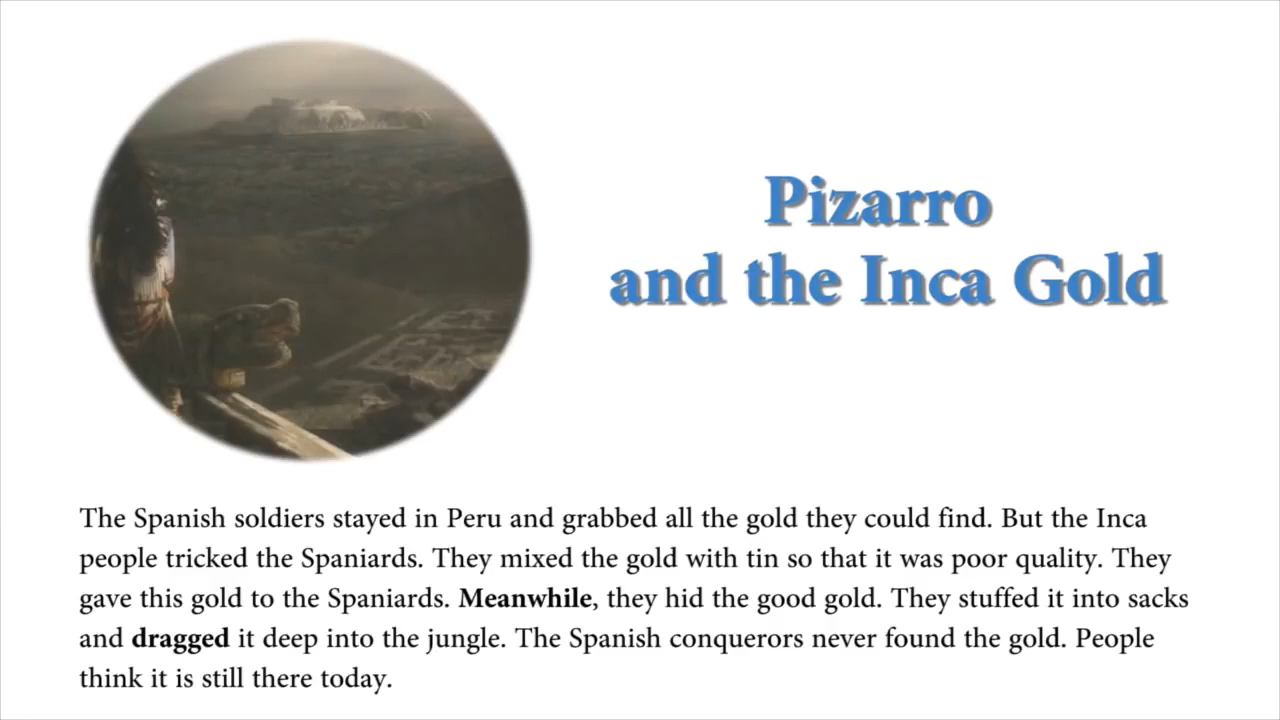 Pizarro
and the Inca Gold
The Spanish soldiers stayed in Peru and grabbed all the gold they could find. But the Inca
people tricked the Spaniards. They mixed the gold with tin so that it was poor quality. They
gave this gold to the Spaniards. Meanwhile, they hid the good gold. They stuffed it into sacks
and dragged it deep into the jungle. The Spanish conquerors never found the gold. People
think it is still there today.